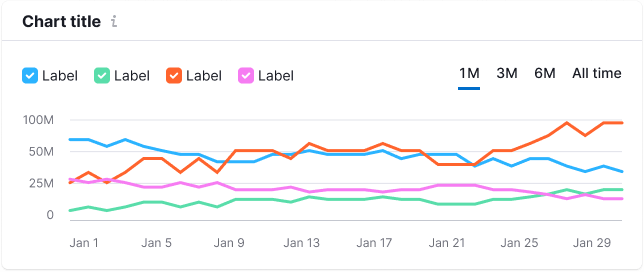 Chart title i
Label Label Label Label 1M 3M 6M All time
100M
50M
25M
0
Jan 1 Jan 5 Jan 9 Jan 13 Jan 17 Jan 21 Jan 25 Jan 29